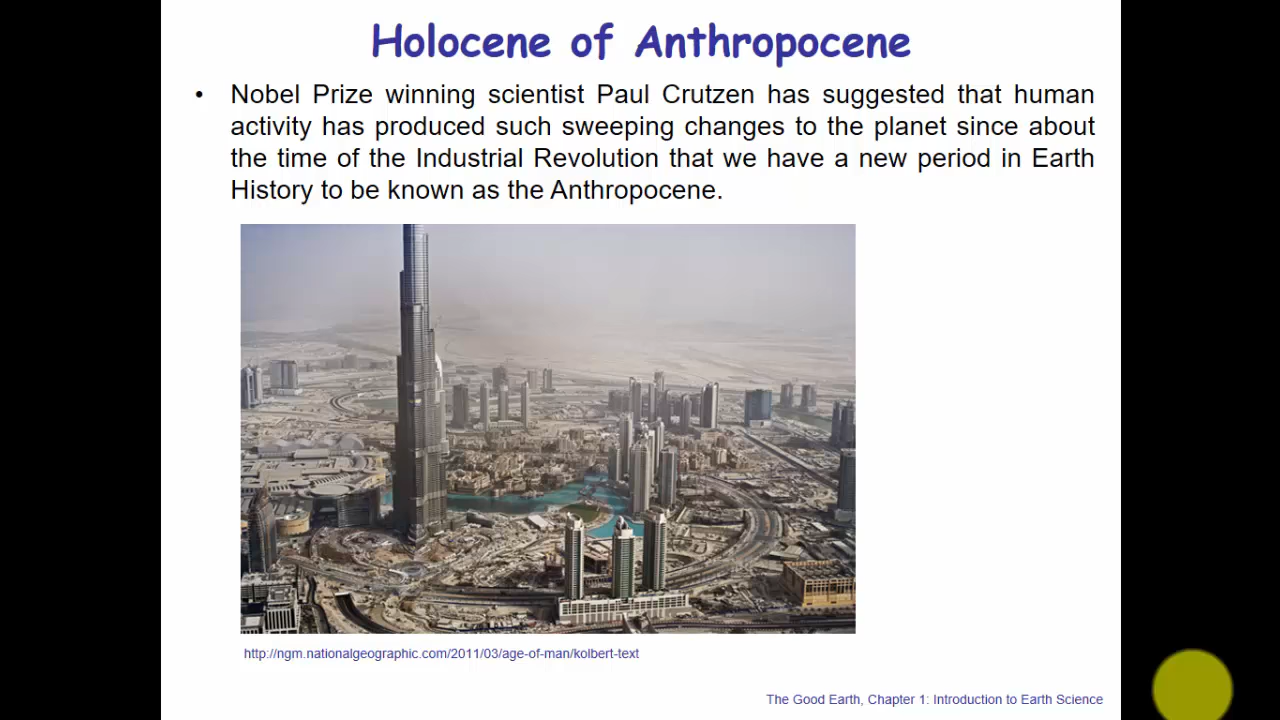 Holocene of Anthropocene
• Nobel Prize winning scientist Paul Crutzen has suggested that human
activity has produced such sweeping changes to the planet since about
the time of the Industrial Revolution that we have a new period in Earth
History to be known as the Anthropocene.
http://ngm.nationalgeographic.com/2011/03/age-of-man/kolbert-text
The Good Earth, Chapter 1: Introduction to Earth Science